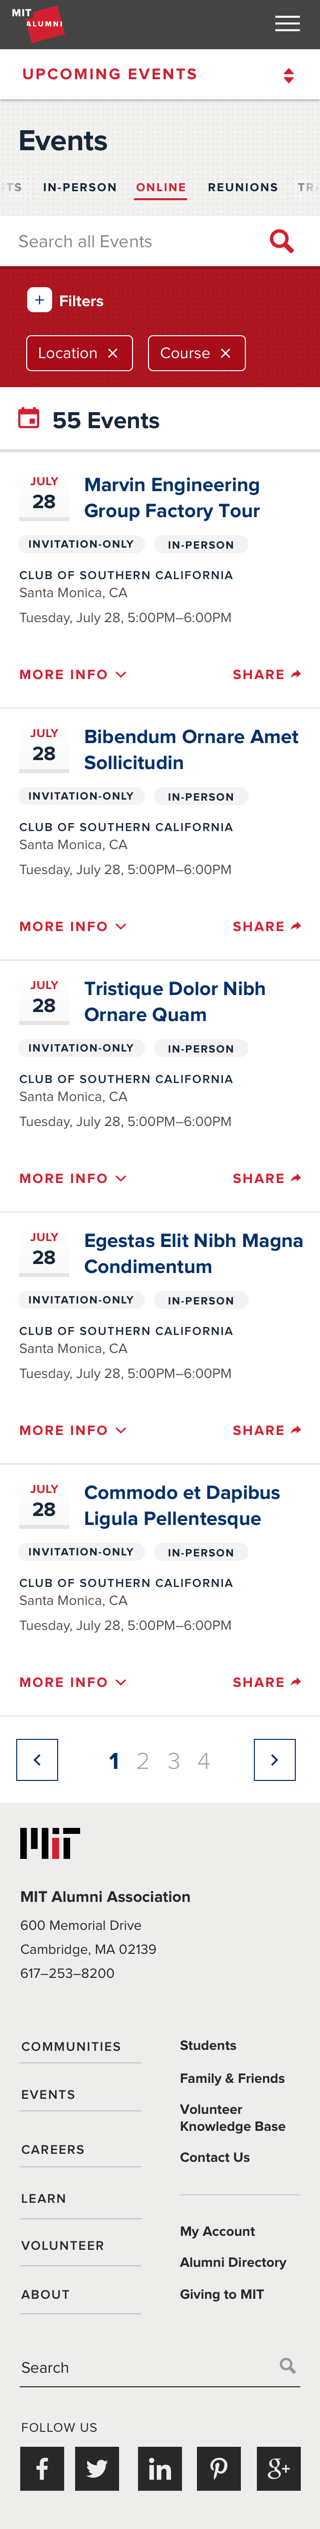 MIT
ALUMNI
UPCOMING EVENTS
Events
TS IN-PERSON ONLINE REUNIONS TR
Search all Events
+ Filters
Location × Course ×
55 Events
JULY
28
Marvin Engineering
Group Factory Tour
INVITATION-ONLY IN-PERSON
CLUB OF SOUTHERN CALIFORNIA
Santa Monica, CA
Tuesday, July 28, 5:00PM–6:00PM
MORE INFO SHARE
JULY
28
Bibendum Ornare Amet
Sollicitudin
INVITATION-ONLY IN-PERSON
CLUB OF SOUTHERN CALIFORNIA
Santa Monica, CA
Tuesday, July 28, 5:00PM–6:00PM
MORE INFO SHARE
JULY
28
Tristique Dolor Nibh
Ornare Quam
INVITATION-ONLY IN-PERSON
CLUB OF SOUTHERN CALIFORNIA
Santa Monica, CA
Tuesday, July 28, 5:00PM–6:00PM
MORE INFO SHARE
JULY
28
Egestas Elit Nibh Magna
Condimentum
INVITATION-ONLY IN-PERSON
CLUB OF SOUTHERN CALIFORNIA
Santa Monica, CA
Tuesday, July 28, 5:00PM–6:00PM
MORE INFO SHARE
JULY
28
Commodo et Dapibus
Ligula Pellentesque
INVITATION-ONLY IN-PERSON
CLUB OF SOUTHERN CALIFORNIA
Santa Monica, CA
Tuesday, July 28, 5:00PM–6:00PM
MORE INFO SHARE
< 1 2 3 4 >
MIT
MIT Alumni Association
600 Memorial Drive
Cambridge, MA 02139
617–253–8200
COMMUNITIES
EVENTS
CAREERS
LEARN
VOLUNTEER
ABOUT
Students
Family & Friends
Volunteer
Knowledge Base
Contact Us
My Account
Alumni Directory
Giving to MIT
Search
FOLLOW US
f in g+